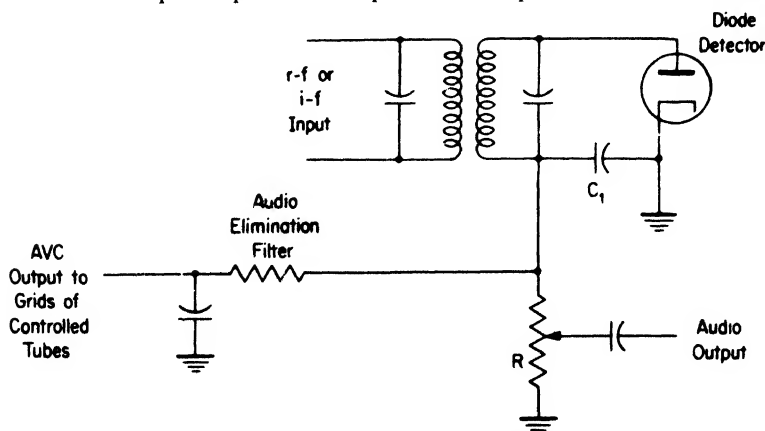 Diode
Detector
r-f or
i-f
Input
C₁
Audio
Elimination
Filter
AVC
Output to
Grids of
Controlled
Tubes
R
Audio
Output